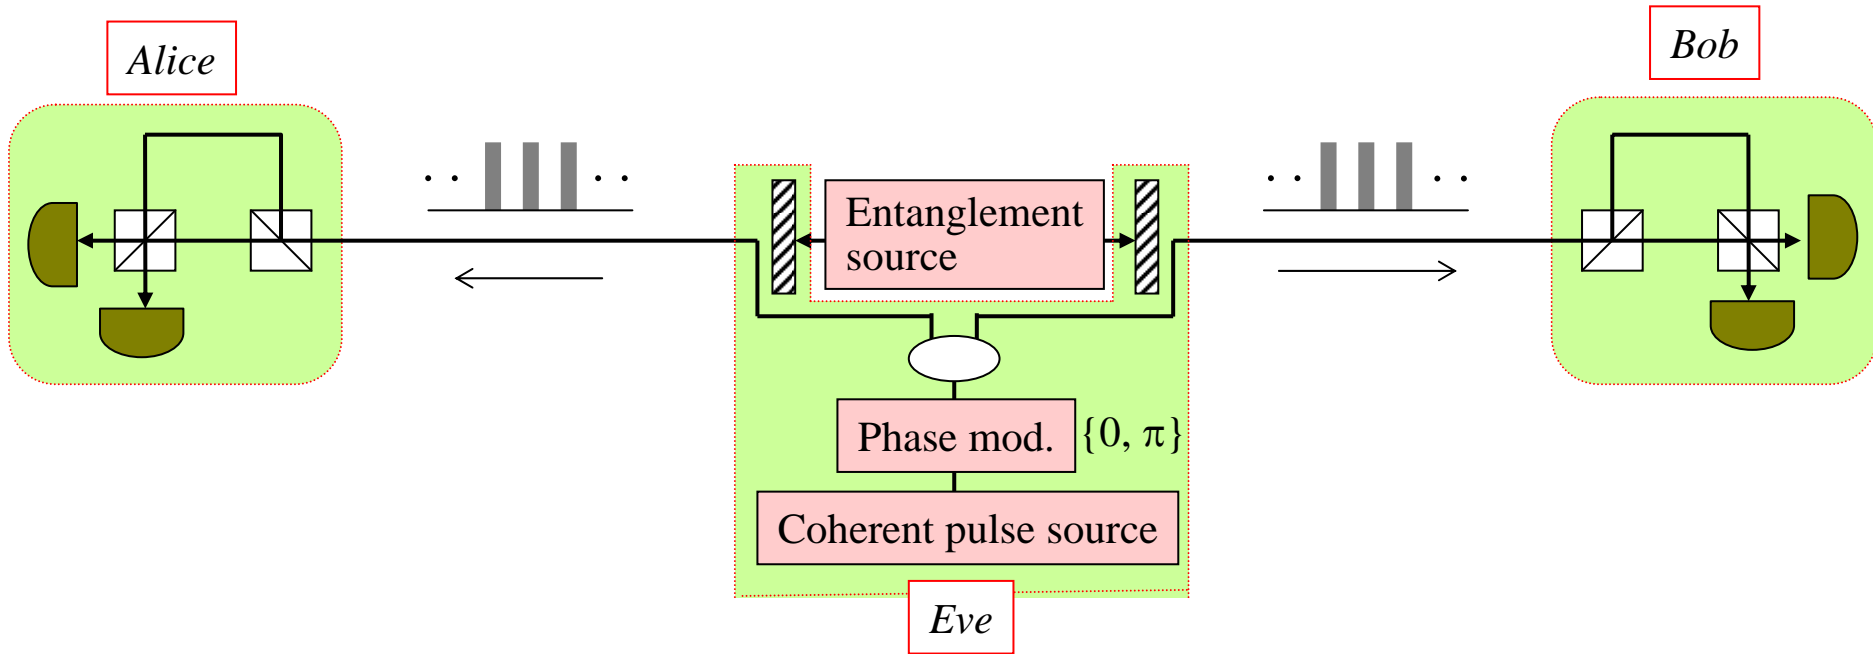 Alice
Bob
Entanglement
source
Phase mod.
{0, π}
Coherent pulse source
Eve